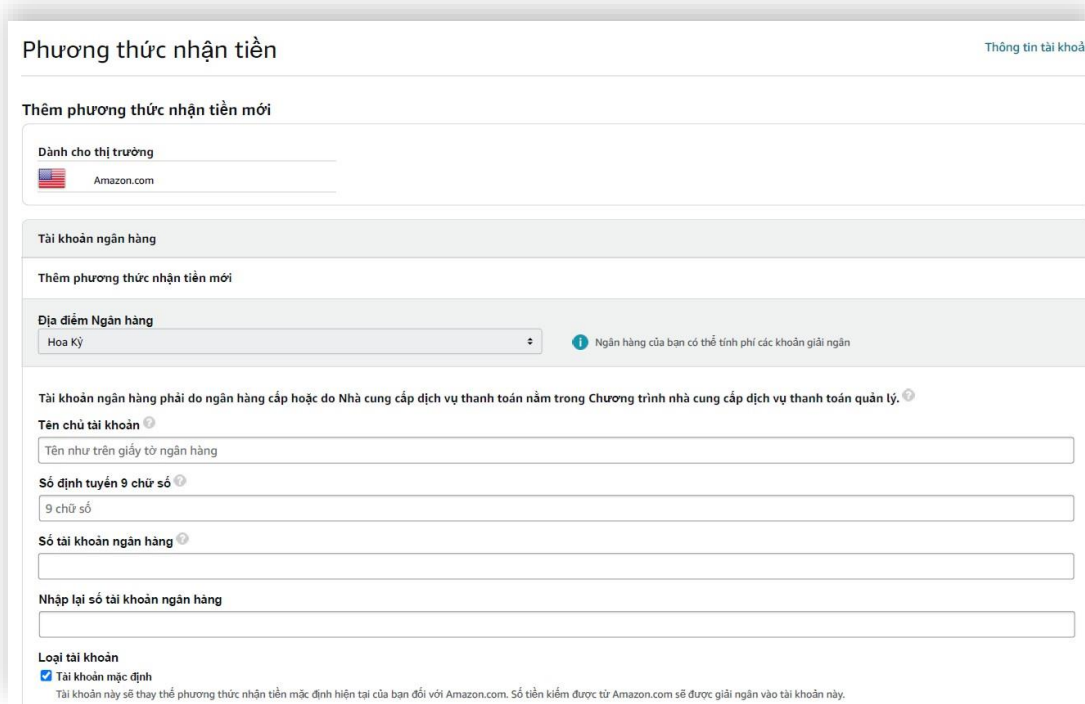 Phương thức nhận tiền
Thông tin tài khoả
Thêm phương thức nhận tiền mới
Dành cho thị trường
Amazon.com
Tài khoản ngân hàng
Thêm phương thức nhận tiền mới
Địa điểm Ngân hàng
Hoa Kỳ
Ngân hàng của bạn có thể tính phí các khoản giải ngân
Tài khoản ngân hàng phải do ngân hàng cấp hoặc do Nhà cung cấp dịch vụ thanh toán nằm trong Chương trình nhà cung cấp dịch vụ thanh toán quản lý.
Tên chủ tài khoản
Tên như trên giấy tờ ngân hàng
Số định tuyến 9 chữ số
9 chữ số
Số tài khoản ngân hàng
Nhập lại số tài khoản ngân hàng
Loại tài khoản
Tài khoản mặc định
Tài khoản này sẽ thay thế phương thức nhận tiền mặc định hiện tại của bạn đối với Amazon.com. Số tiền kiếm được từ Amazon.com sẽ được giải ngân vào tài khoản này.